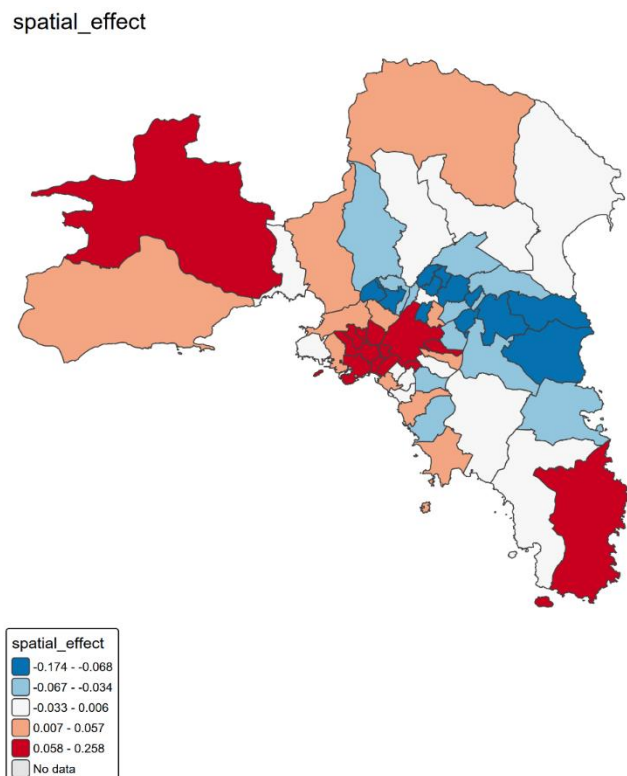 spatial_effect
spatial_effect
-0.174 - -0.068
-0.067 - -0.034
-0.033 - 0.006
0.007 - 0.057
0.058 - 0.258
No data